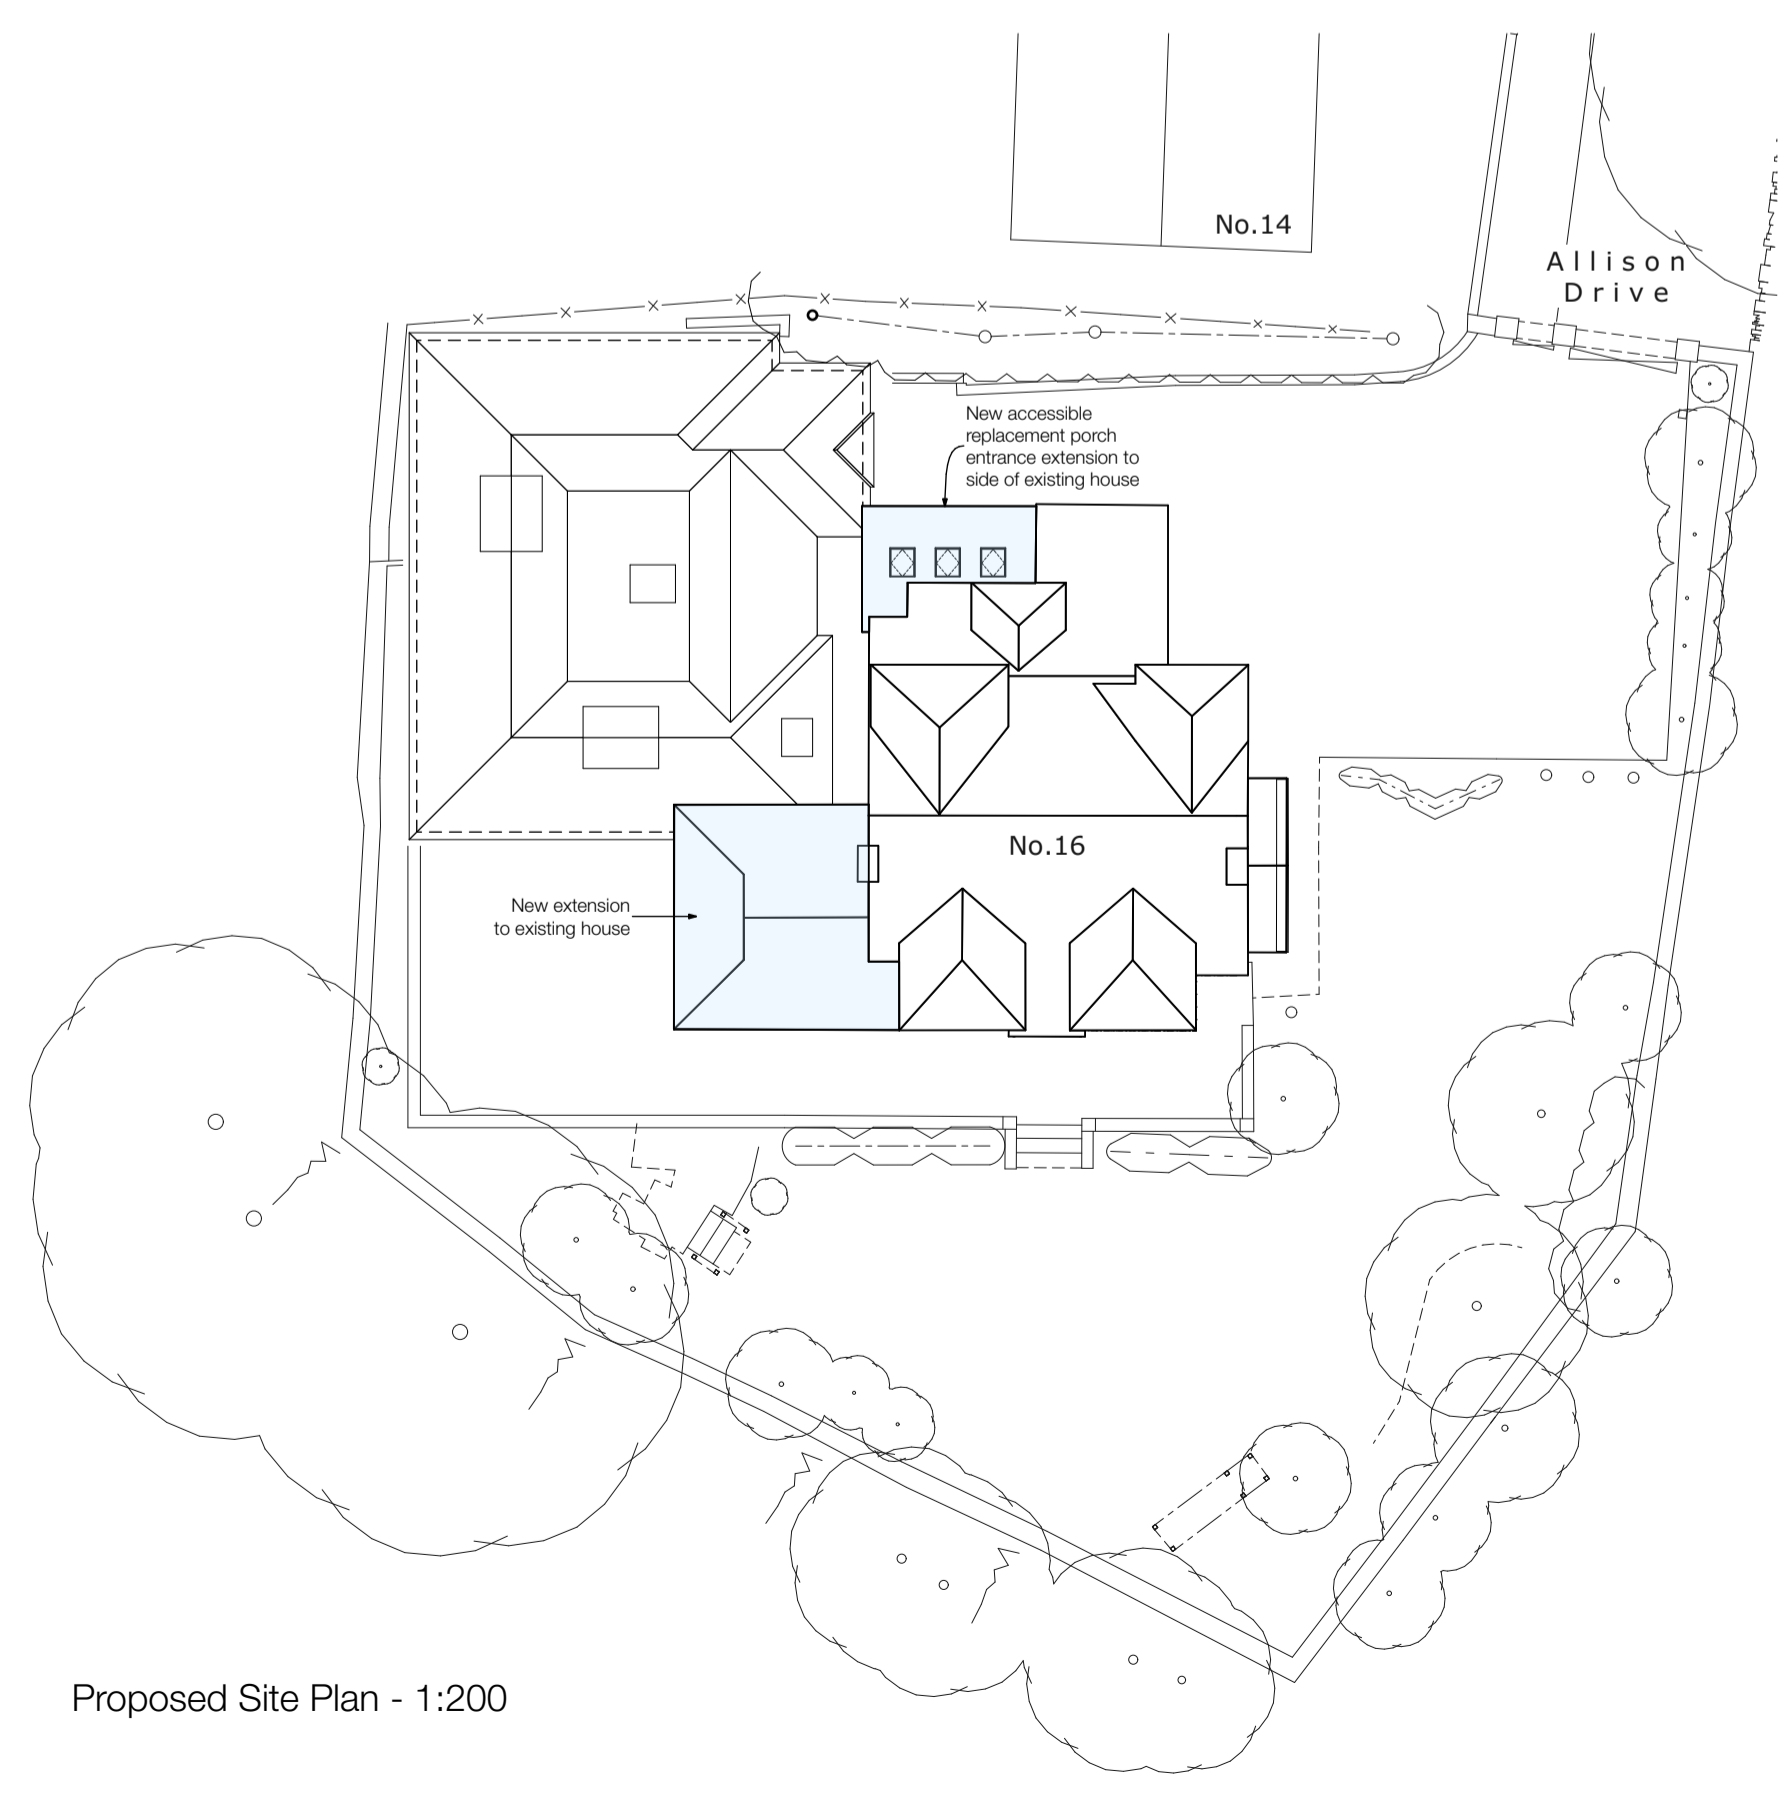 No.14
Allison
Drive
New accessible
replacement porch
entrance extension to
side of existing house
No.16
New extension
to existing house
Proposed Site Plan - 1:200